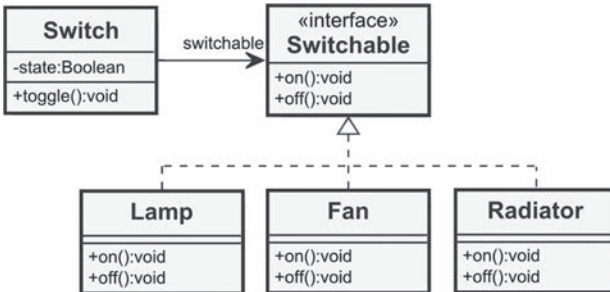 Switch
-state:Boolean
+toggle():void
switchable
«interface»
Switchable
+on():void
+off():void
Lamp
+on():void
+off():void
Fan
+on():void
+off():void
Radiator
+on():void
+off():void